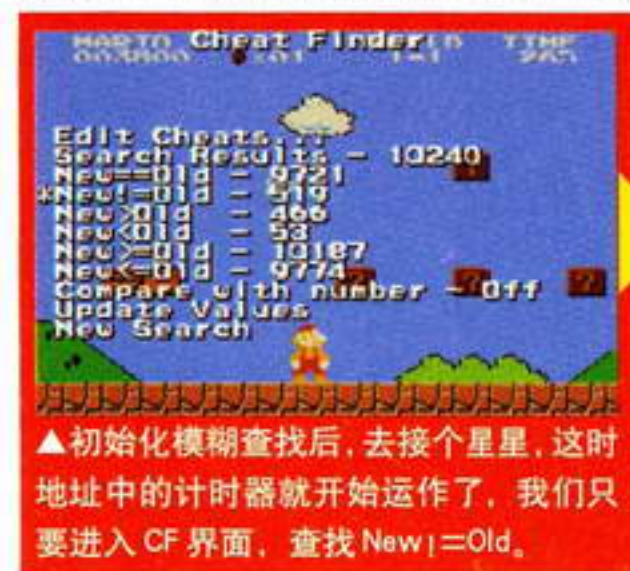 Cheat Finder
Edit Cheats...
Search Results - 10240
New==Old - 9721
*New!=Old - 519
New>Old - 466
New<Old - 53
New>=Old - 10187
New<=Old - 9774
Compare with number - Off
Update Values
New Search
▲初始化模糊查找后，去接个星星，这时
地址中的计时器就开始运作了，我们只
要进入 CF 界面，查找 New!=Old。